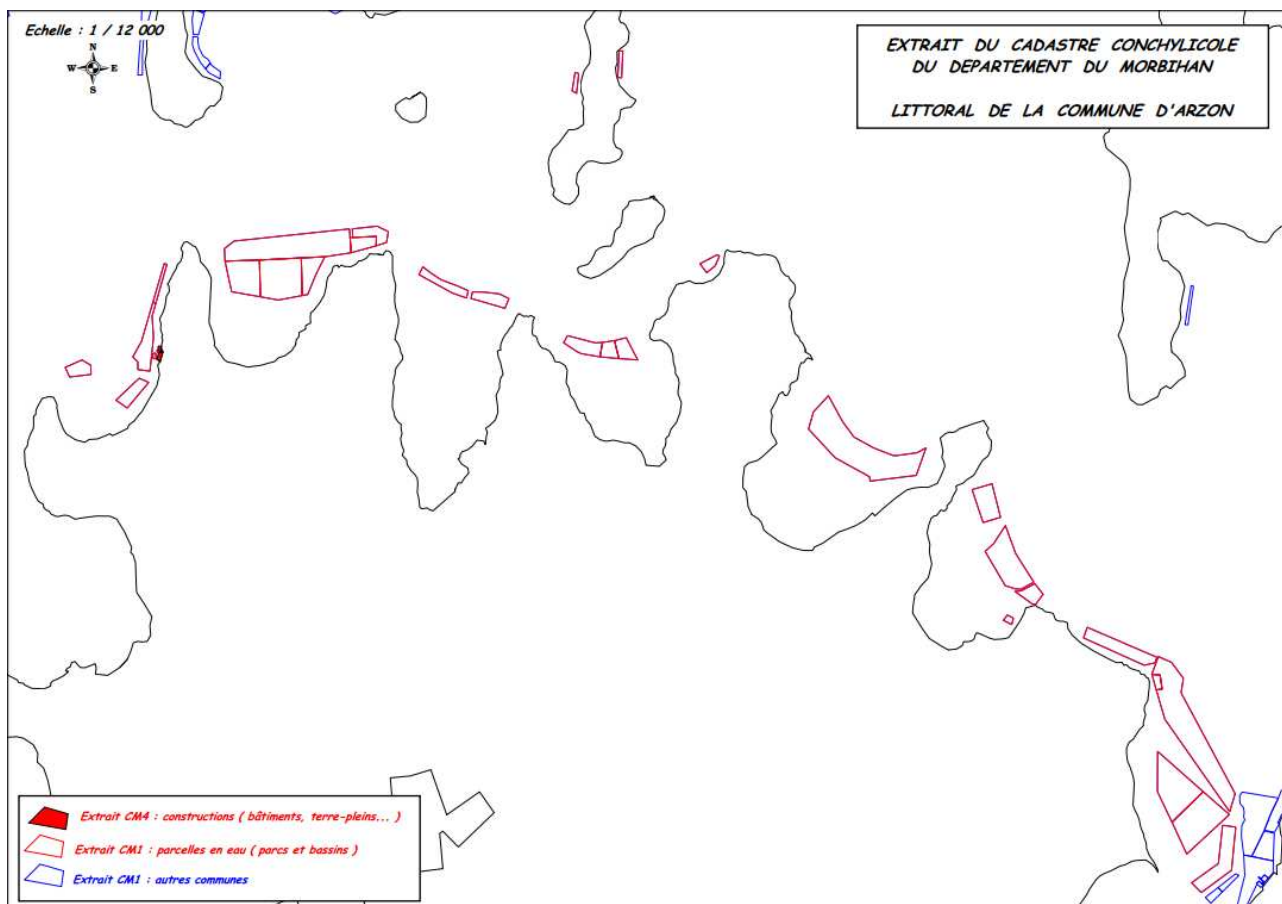 Echelle : 1 / 12 000
N
W E
S
EXTRAIT DU CADASTRE CONCHYLICOLE
DU DEPARTEMENT DU MORBIHAN
LITTORAL DE LA COMMUNE D'ARZON
Extrait CM4 : constructions ( bâtiments, terre-pleins... )
Extrait CM1 : parcelles en eau ( parcs et bassins )
Extrait CM1 : autres communes